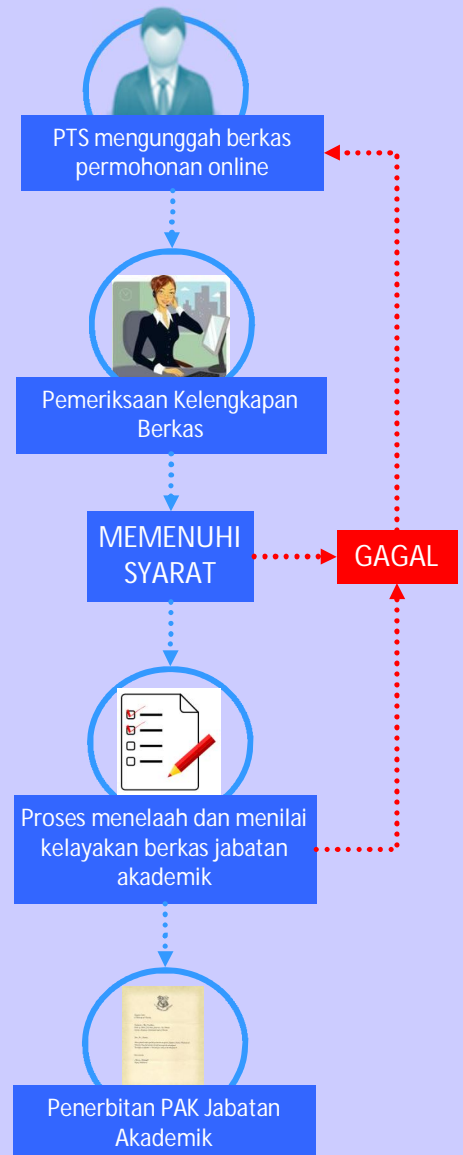 PTS mengunggah berkas
permohonan online
Pemeriksaan Kelengkapan
Berkas
MEMENUHI
SYARAT
GAGAL
Proses menelaah dan menilai
kelayakan berkas jabatan
akademik
Penerbitan PAK Jabatan
Akademik